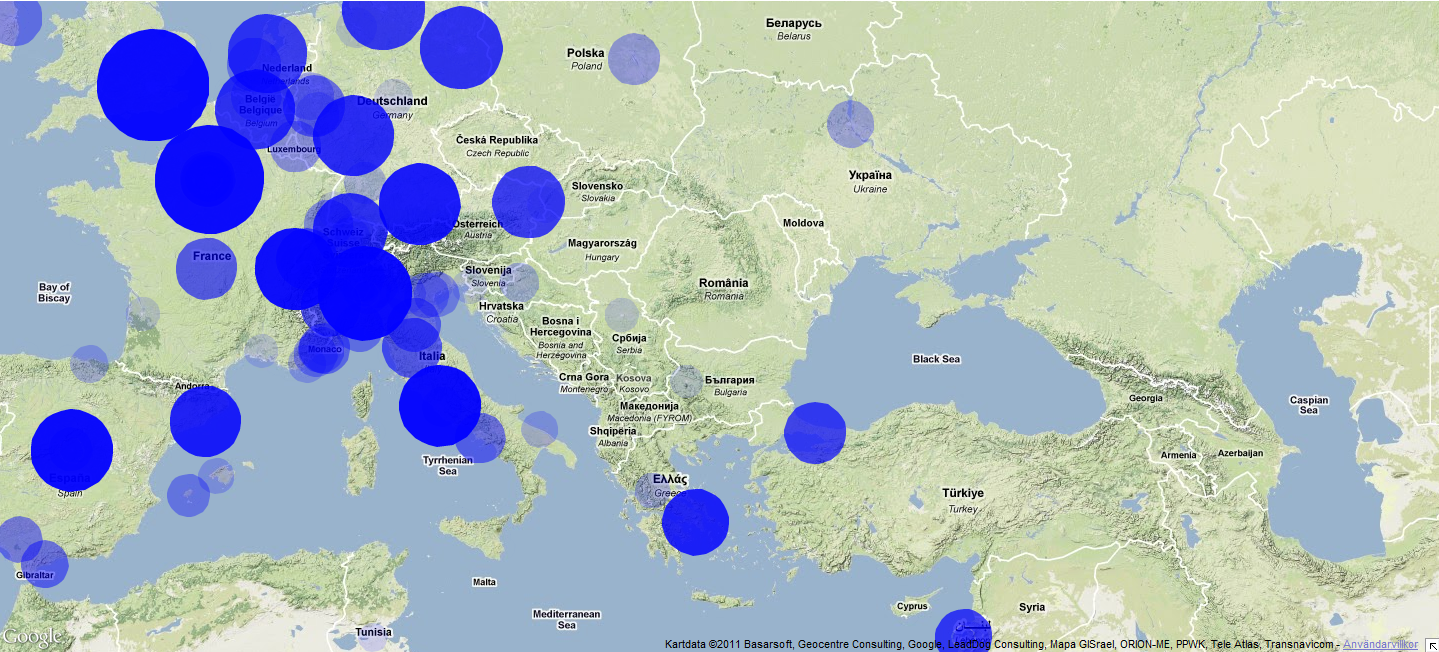 Беларусь
Belarus
Polska
Poland
Nederland
Netherlands
België
Belgique
Belgium
Deutschland
Germany
Luxembourg
Česká Republika
Czech Republic
Україна
Ukraine
Slovensko
Slovakia
Moldova
Österreich
Austria
Schweiz
Suisse
Magyarország
Hungary
France
Slovenija
Slovenia
România
Romania
Bay of
Biscay
Hrvatska
Croatia
Bosna i
Hercegovina
Bosnia and
Herzegovina
Србија
Serbia
Monaco
Italia
Black Sea
Andorra
Crna Gora
Montenegro
Kosova
Kosovo
България
Bulgaria
Georgia
Caspian
Sea
Македонија
Macedonia (FYROM)
Shqipëria
Albania
Armenia
Azerbaijan
Tyrrhenian
Sea
España
Spain
Ελλάς
Greece
Türkiye
Turkey
Gibraltar
Malta
Mediterranean
Sea
Cyprus
Syria
Tunisia
Google
Kartdata ©2011 Basarsoft, Geocentre Consulting, Google, LeadDog Consulting, Mapa GISrael, ORION-ME, PPWK, Tele Atlas, Transnavicom - Användarvillkor